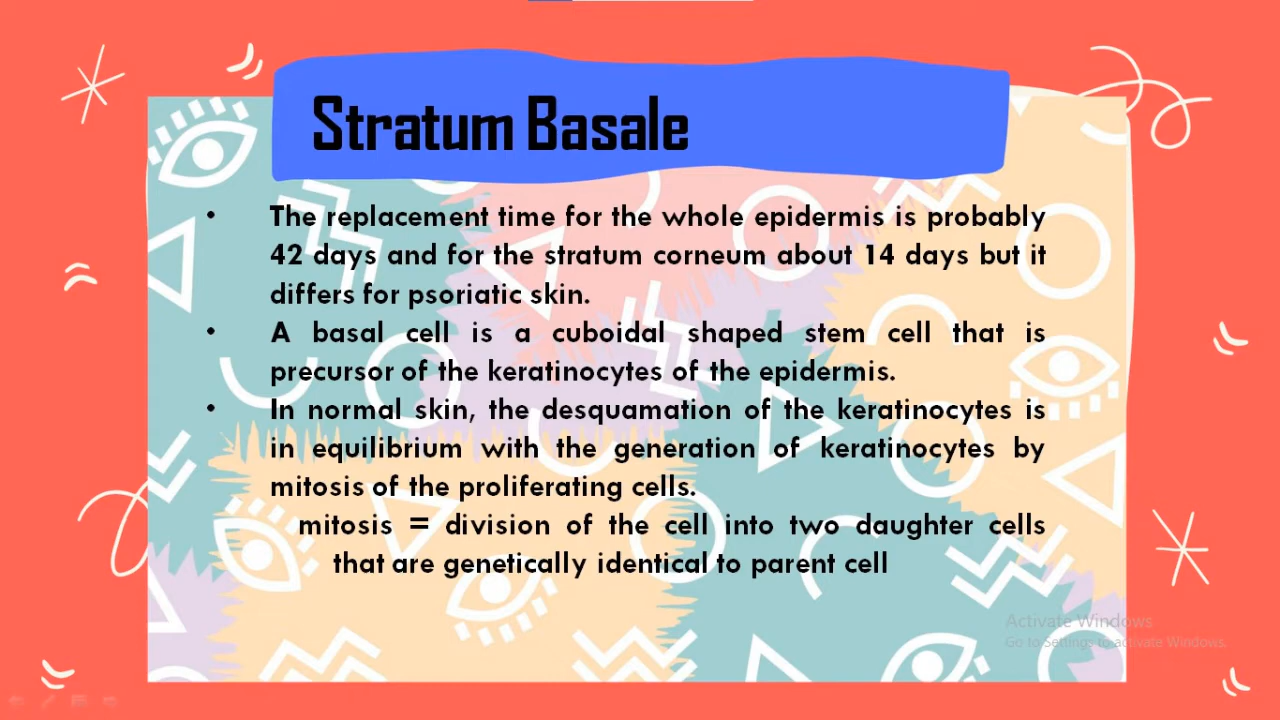 Stratum Basale
• The replacement time for the whole epidermis is probably
42 days and for the stratum corneum about 14 days but it
differs for psoriatic skin.
• A basal cell is a cuboidal shaped stem cell that is
precursor of the keratinocytes of the epidermis.
• In normal skin, the desquamation of the keratinocytes is
in equilibrium with the generation of keratinocytes by
mitosis of the proliferating cells.
mitosis = division of the cell into two daughter cells
that are genetically identical to parent cell
Activate Windows
Go to Settings to activate Windows.